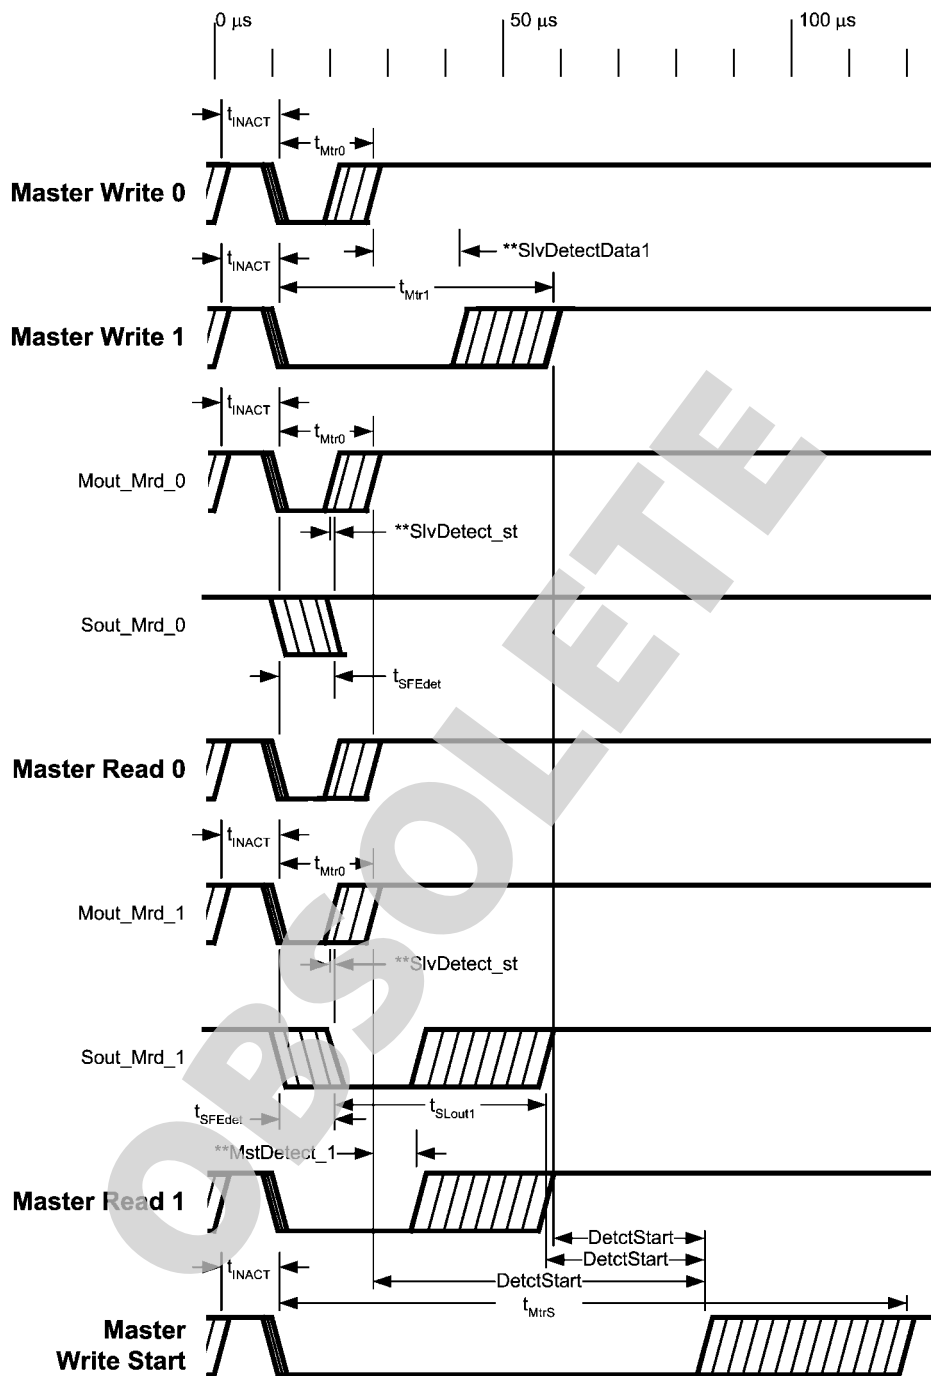 0 µs 50 µs 100 µs
tINACT
tMtr0
Master Write 0
**SlvDetectData1
tINACT
tMtr1
Master Write 1
tINACT
tMtr0
Mout_Mrd_0
**SlvDetect_st
Sout_Mrd_0
tSFEdet
Master Read 0
tINACT
tMtr0
Mout_Mrd_1
**SlvDetect_st
Sout_Mrd_1
tSFEdet tSLout1
**MstDetect_1
Master Read 1
DetctStart
DetctStart
tINACT DetctStart
tMtrS
Master
Write Start
OBSOLETE